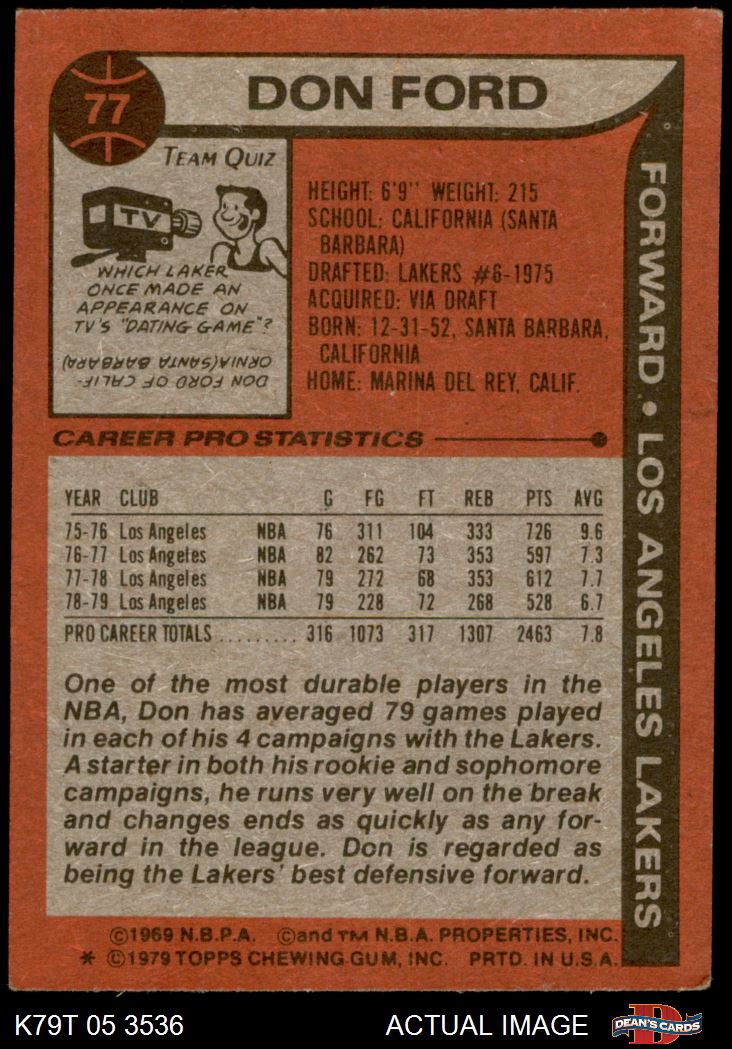 77
DON FORD
TEAM QUIZ
TV
WHICH LAKER
ONCE MADE AN
APPEARANCE ON
TV'S "DATING GAME"?
DON FORD OF CALIF-
ORNIA (SANTA BARBARA)
HEIGHT: 6'9" WEIGHT: 215
SCHOOL: CALIFORNIA (SANTA
BARBARA)
DRAFTED: LAKERS #6-1975
ACQUIRED: VIA DRAFT
BORN: 12-31-52, SANTA BARBARA,
CALIFORNIA
HOME: MARINA DEL REY, CALIF.
FORWARD • LOS ANGELES LAKERS
CAREER PRO STATISTICS
YEAR CLUB G FG FT REB PTS AVG
75-76 Los Angeles NBA 76 311 104 333 726 9.6
76-77 Los Angeles NBA 82 262 73 353 597 7.3
77-78 Los Angeles NBA 79 272 68 353 612 7.7
78-79 Los Angeles NBA 79 228 72 268 528 6.7
PRO CAREER TOTALS ......... 316 1073 317 1307 2463 7.8
One of the most durable players in the
NBA, Don has averaged 79 games played
in each of his 4 campaigns with the Lakers.
A starter in both his rookie and sophomore
campaigns, he runs very well on the break
and changes ends as quickly as any for-
ward in the league. Don is regarded as
being the Lakers' best defensive forward.
©1969 N.B.P.A. ©and TM N.B.A. PROPERTIES, INC.
* ©1979 TOPPS CHEWING GUM, INC. PRTD. IN U.S.A.
K79T 05 3536 ACTUAL IMAGE
D
DEAN'S CARDS